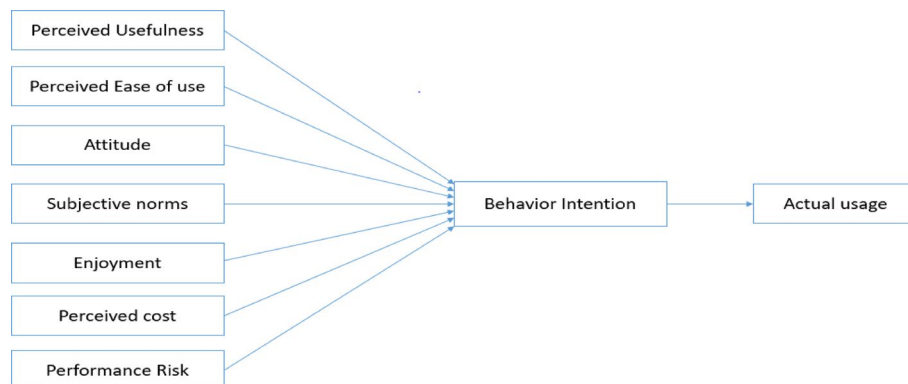 Perceived Usefulness
Perceived Ease of use
Attitude
Subjective norms
Enjoyment
Perceived cost
Performance Risk
Behavior Intention
Actual usage